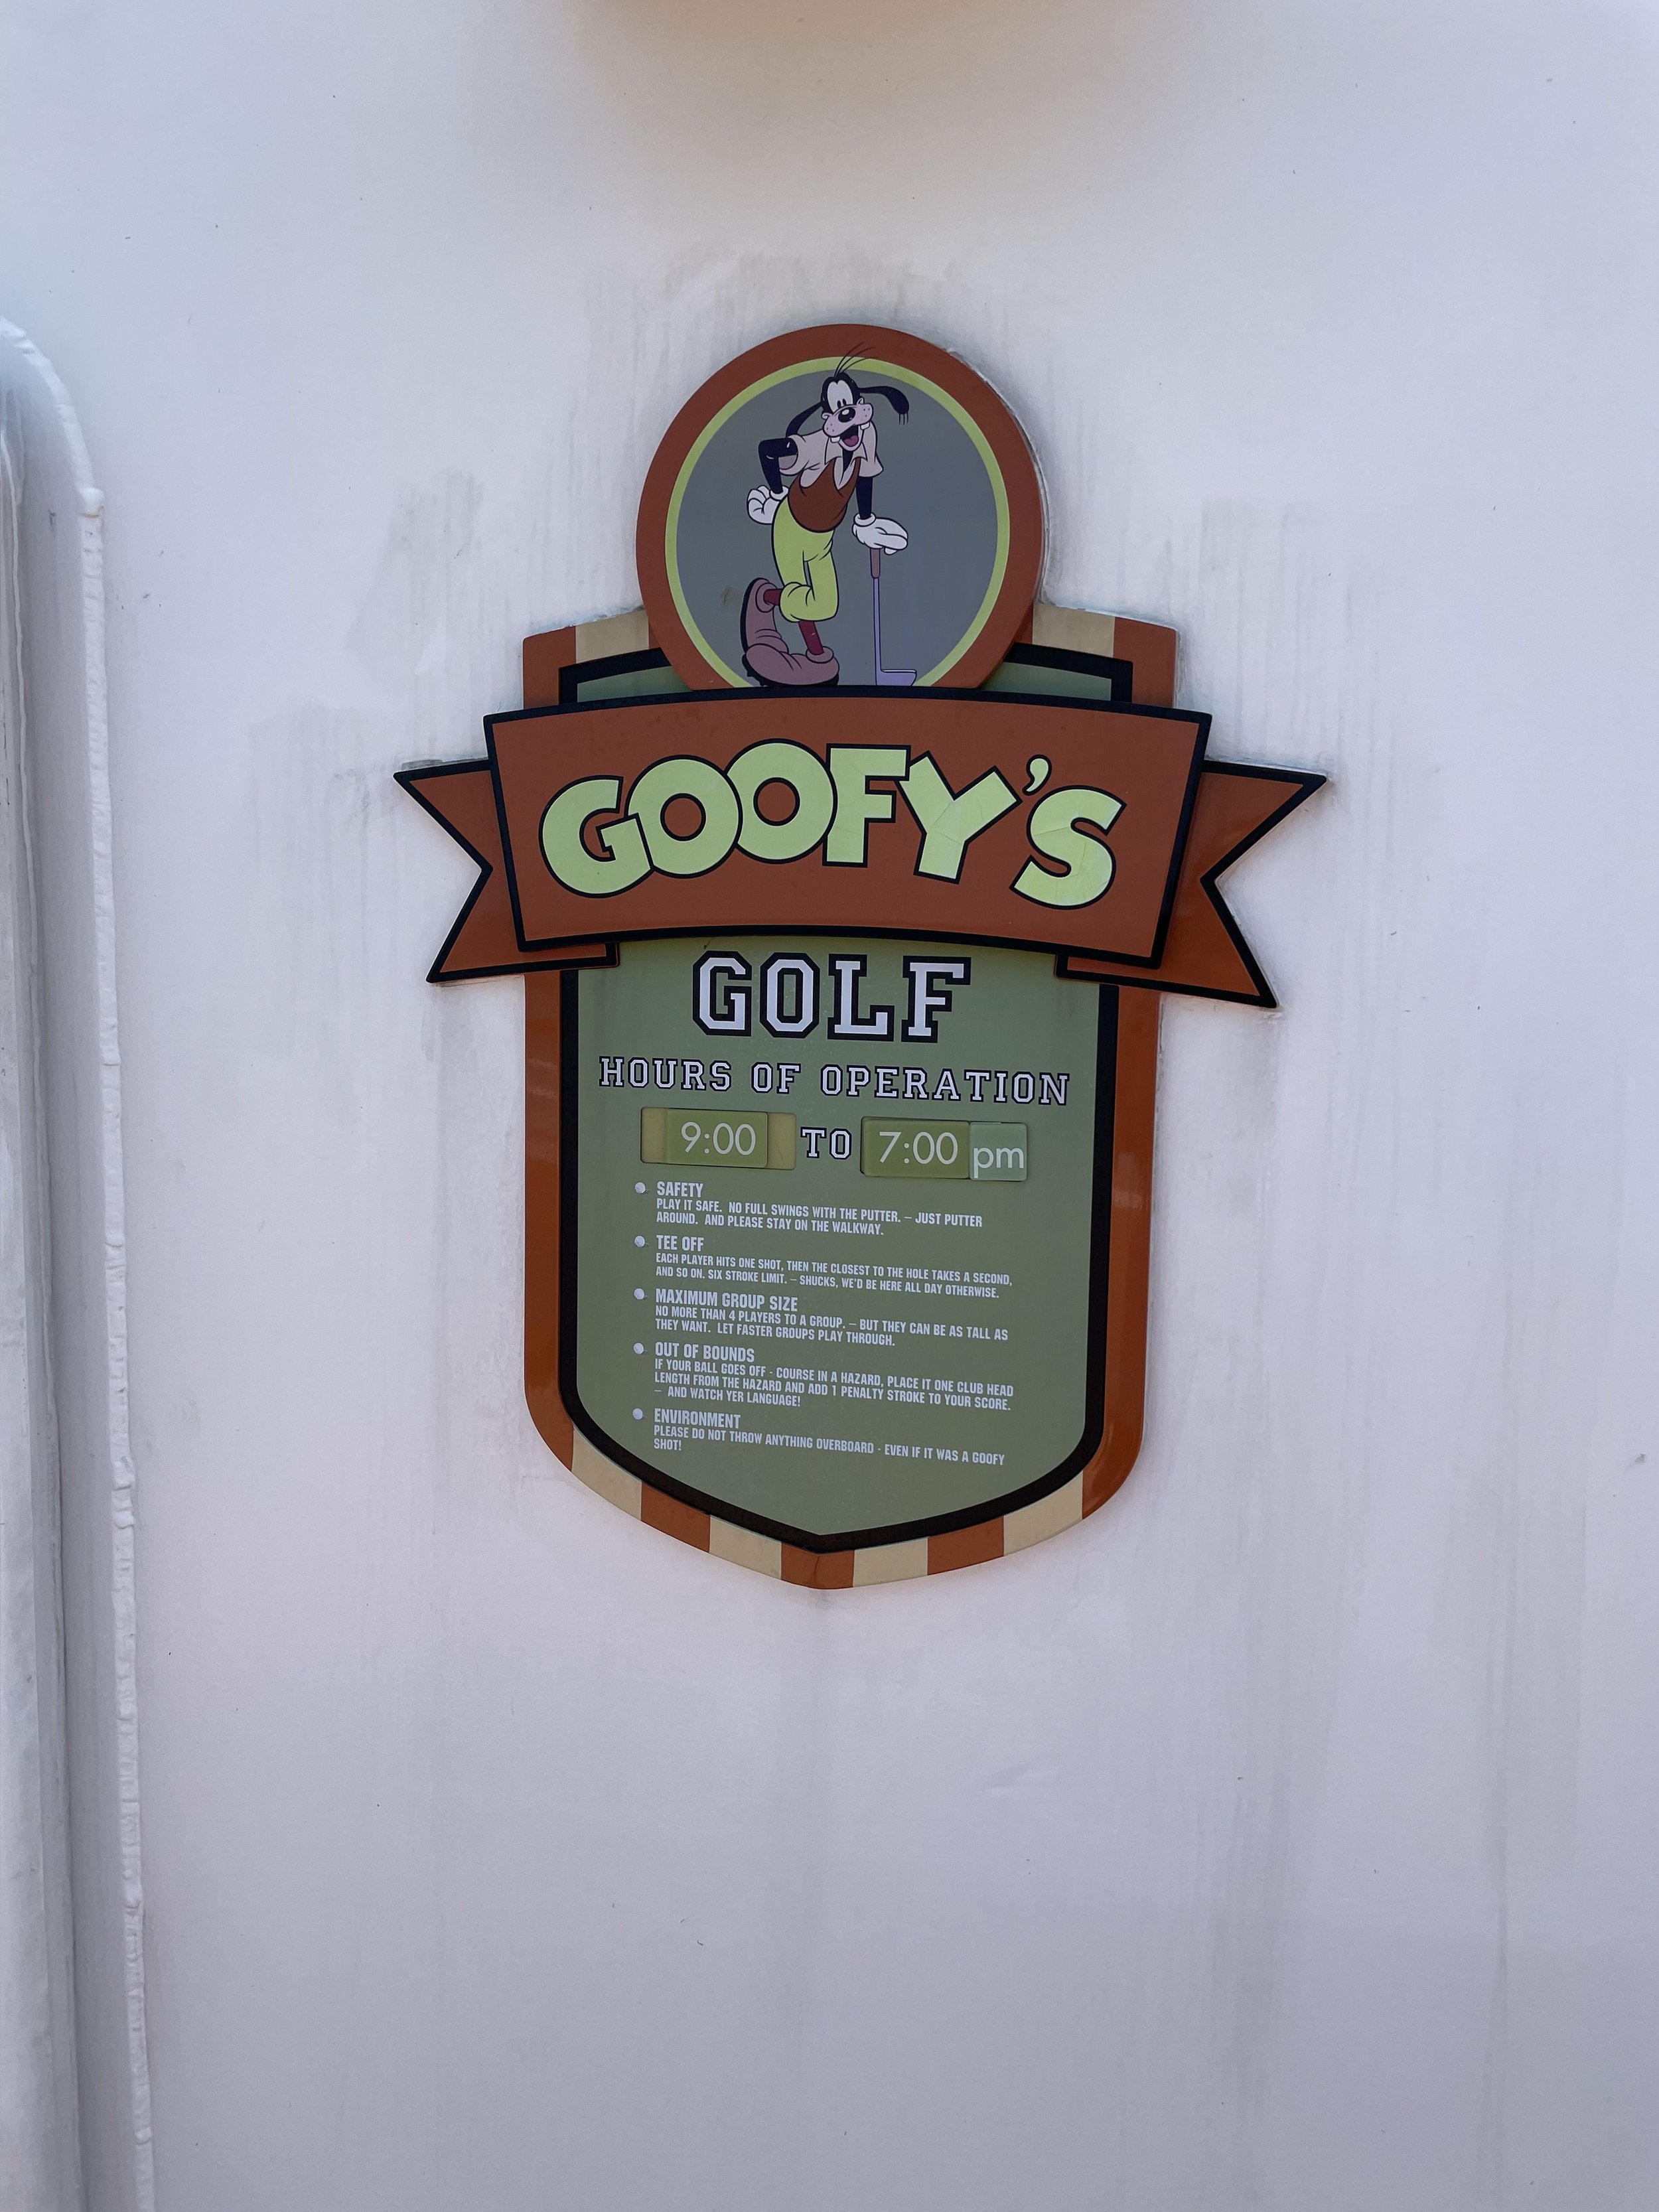 GOOFY'S
GOLF
HOURS OF OPERATION
9:00 TO 7:00 pm
SAFETY
PLAY IT SAFE. NO FULL SWINGS WITH THE PUTTER. – JUST PUTTER
AROUND. AND PLEASE STAY ON THE WALKWAY.
TEE OFF
EACH PLAYER HITS ONE SHOT, THEN THE CLOSEST TO THE HOLE TAKES A SECOND,
AND SO ON. SIX STROKE LIMIT. – SHUCKS, WE'D BE HERE ALL DAY OTHERWISE.
MAXIMUM GROUP SIZE
NO MORE THAN 4 PLAYERS TO A GROUP. – BUT THEY CAN BE AS TALL AS
THEY WANT. LET FASTER GROUPS PLAY THROUGH.
OUT OF BOUNDS
IF YOUR BALL GOES OFF - COURSE IN A HAZARD, PLACE IT ONE CLUB HEAD
LENGTH FROM THE HAZARD AND ADD 1 PENALTY STROKE TO YOUR SCORE.
– AND WATCH YER LANGUAGE!
ENVIRONMENT
PLEASE DO NOT THROW ANYTHING OVERBOARD - EVEN IF IT WAS A GOOFY
SHOT!